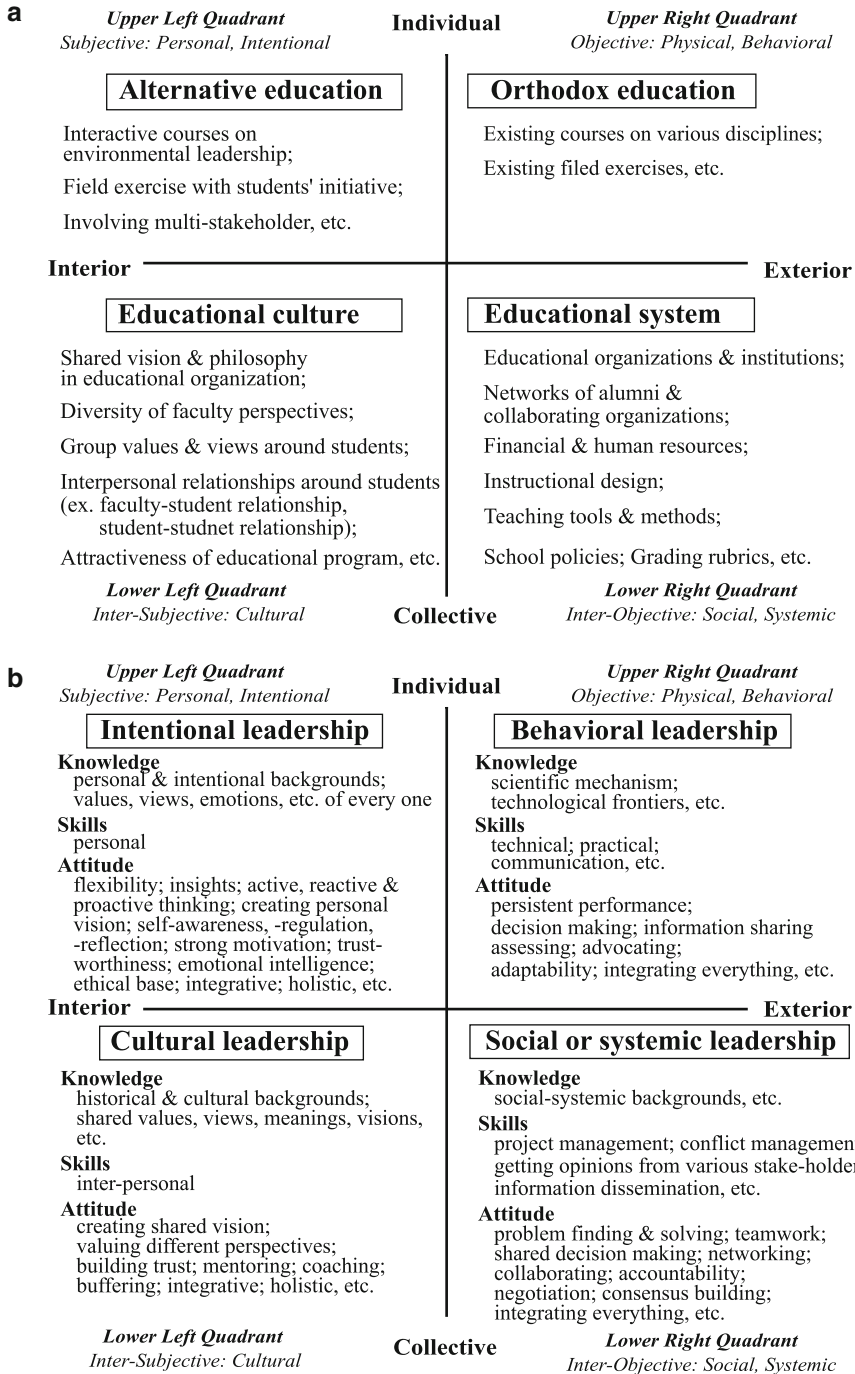 a
Upper Left Quadrant
Subjective: Personal, Intentional
Individual
Upper Right Quadrant
Objective: Physical, Behavioral
Alternative education
Interactive courses on
environmental leadership;
Field exercise with students' initiative;
Involving multi-stakeholder, etc.
Orthodox education
Existing courses on various disciplines;
Existing filed exercises, etc.
Interior
Exterior
Educational culture
Shared vision & philosophy
in educational organization;
Diversity of faculty perspectives;
Group values & views around students;
Interpersonal relationships around students
(ex. faculty-student relationship,
student-studnet relationship);
Attractiveness of educational program, etc.
Educational system
Educational organizations & institutions;
Networks of alumni &
collaborating organizations;
Financial & human resources;
Instructional design;
Teaching tools & methods;
School policies; Grading rubrics, etc.
Lower Left Quadrant
Inter-Subjective: Cultural
Collective
Lower Right Quadrant
Inter-Objective: Social, Systemic
b
Upper Left Quadrant
Subjective: Personal, Intentional
Individual
Upper Right Quadrant
Objective: Physical, Behavioral
Intentional leadership
Knowledge
personal & intentional backgrounds;
values, views, emotions, etc. of every one
Skills
personal
Attitude
flexibility; insights; active, reactive &
proactive thinking; creating personal
vision; self-awareness, -regulation,
-reflection; strong motivation; trust-
worthiness; emotional intelligence;
ethical base; integrative; holistic, etc.
Behavioral leadership
Knowledge
scientific mechanism;
technological frontiers, etc.
Skills
technical; practical;
communication, etc.
Attitude
persistent performance;
decision making; information sharing
assessing; advocating;
adaptability; integrating everything, etc.
Interior
Exterior
Cultural leadership
Knowledge
historical & cultural backgrounds;
shared values, views, meanings, visions,
etc.
Skills
inter-personal
Attitude
creating shared vision;
valuing different perspectives;
building trust; mentoring; coaching;
buffering; integrative; holistic, etc.
Social or systemic leadership
Knowledge
social-systemic backgrounds, etc.
Skills
project management; conflict managemen
getting opinions from various stake-holder
information dissemination, etc.
Attitude
problem finding & solving; teamwork;
shared decision making; networking;
collaborating; accountability;
negotiation; consensus building;
integrating everything, etc.
Lower Left Quadrant
Inter-Subjective: Cultural
Collective
Lower Right Quadrant
Inter-Objective: Social, Systemic